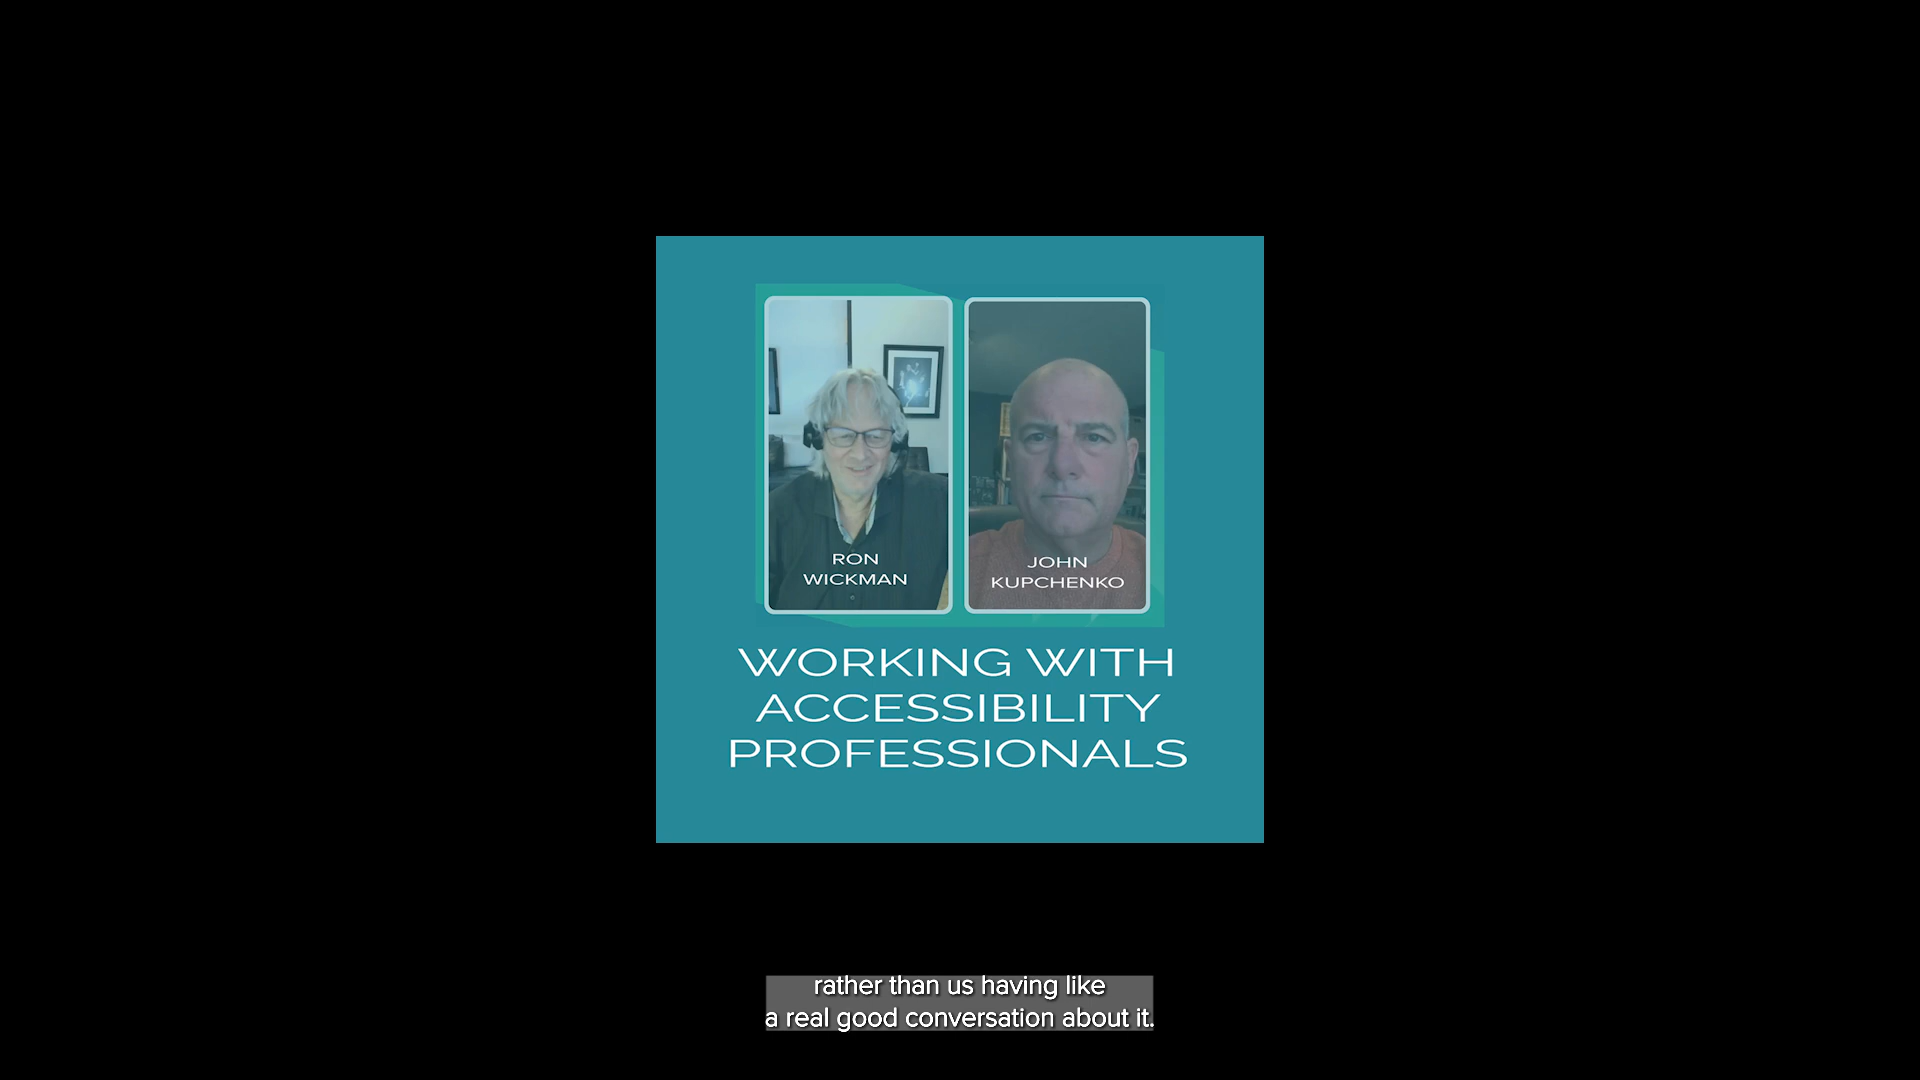 RON
WICKMAN
JOHN
KUPCHENKO
WORKING WITH
ACCESSIBILITY
PROFESSIONALS
rather than us having like
a real good conversation about it.